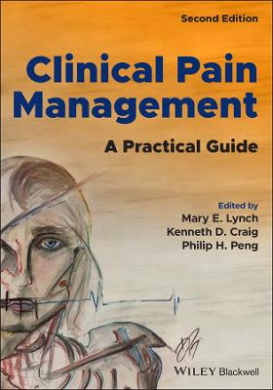 Second Edition
Clinical Pain
Management
A Practical Guide
Edited by
Mary E. Lynch
Kenneth D. Craig
Philip H. Peng
WILEY Blackwell